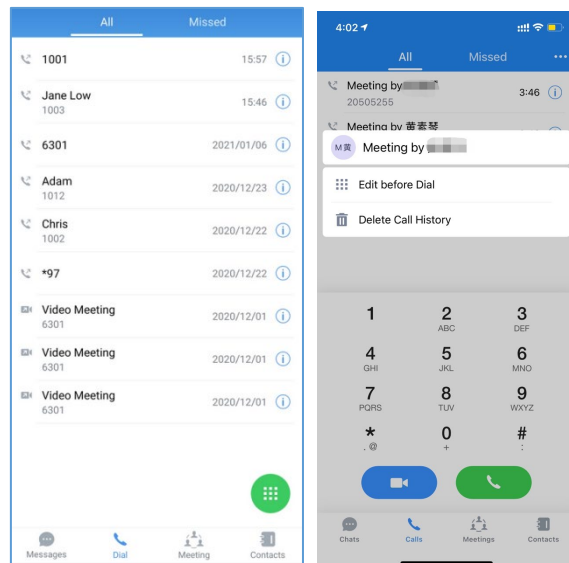 All Missed
1001 15:57
Jane Low
1003 15:46
6301 2021/01/06
Adam
1012 2020/12/23
Chris
1002 2020/12/22
*97 2020/12/22
Video Meeting
6301 2020/12/01
Video Meeting
6301 2020/12/01
Video Meeting
6301 2020/12/01
Messages Dial Meeting Contacts
4:02
All Missed ...
Meeting by 3:46
20505255
Meeting by 黄素琴
M黄 Meeting by
Edit before Dial
Delete Call History
1 2 3
ABC DEF
4 5 6
GHI JKL MNO
7 8 9
PQRS TUV WXYZ
* 0 #
. @ + :
Chats Calls Meetings Contacts